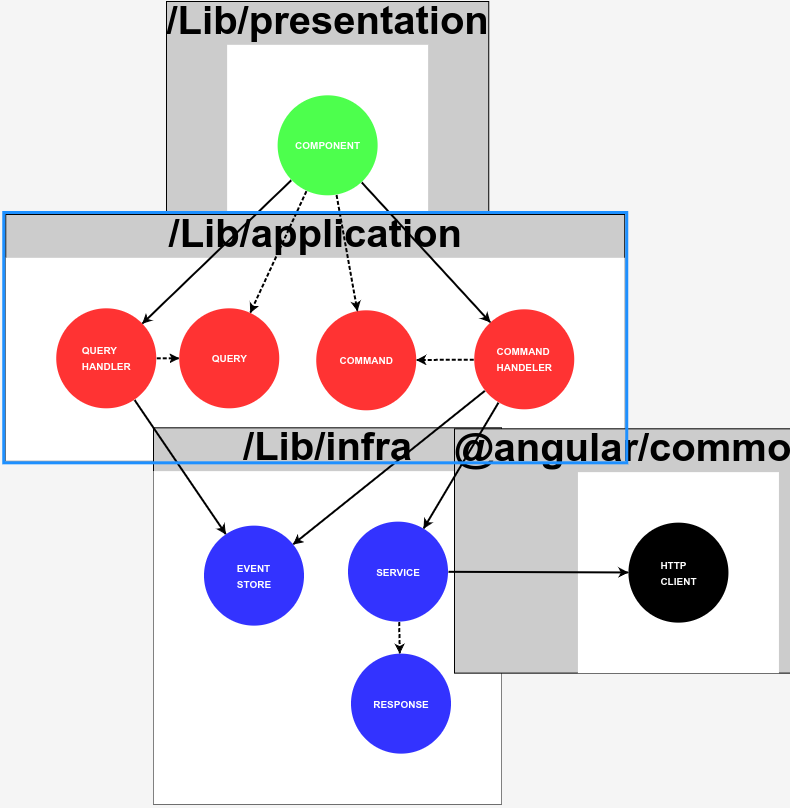 /Lib/presentation
COMPONENT
/Lib/application
QUERY
HANDLER
QUERY
COMMAND
COMMAND
HANDELER
/Lib/infra
@angular/commo
EVENT
STORE
SERVICE
HTTP
CLIENT
RESPONSE